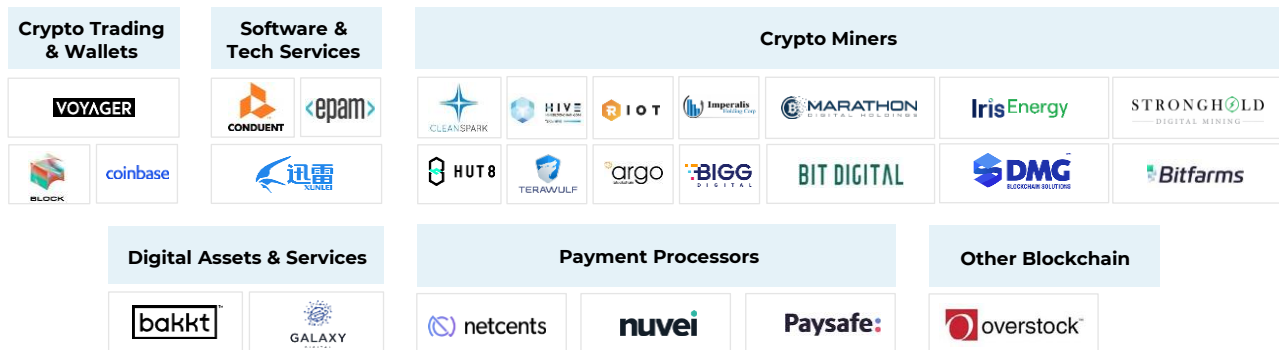 Crypto Trading
& Wallets
Software &
Tech Services
Crypto Miners
VOYAGER
CONDUENT
<epam>
CLEANSPARK
HIVE
RIOT
Imperalis
Holding Corp
MARATHON
DIGITAL HOLDINGS
Iris Energy
STRONGHOLD
DIGITAL MINING
BLOCK
coinbase
迅雷
XUNLEI
HUT8
TERAWULF
argo
BIGG
DIGITAL
BIT DIGITAL
DMG
BLOCKCHAIN SOLUTIONS
Bitfarms
Digital Assets & Services
Payment Processors
Other Blockchain
bakkt
GALAXY
netcents
nuvei
Paysafe:
overstock